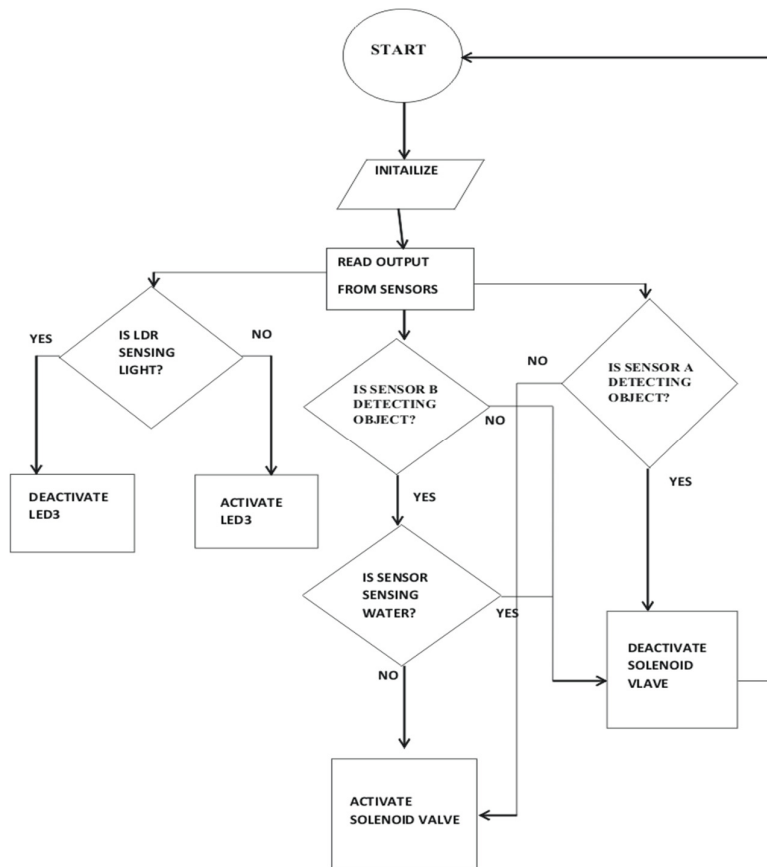 START
INITAILIZE
READ OUTPUT
FROM SENSORS
YES
IS LDR
SENSING
LIGHT?
NO
IS SENSOR B
DETECTING
OBJECT?
NO
NO
IS SENSOR A
DETECTING
OBJECT?
YES
DEACTIVATE
LED3
ACTIVATE
LED3
YES
IS SENSOR
SENSING
WATER?
YES
NO
DEACTIVATE
SOLENOID
VLAVE
ACTIVATE
SOLENOID VALVE